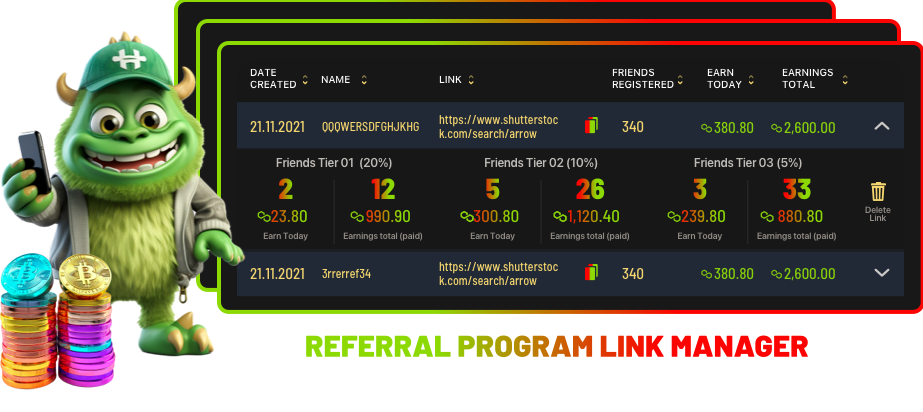 DATE
CREATED
NAME
LINK
FRIENDS
REGISTERED
EARN
TODAY
EARNINGS
TOTAL
21.11.2021
QQQWERSDFGHJKHG
https://www.shutterstoc
k.com/search/arrow
340
380.80
2,600.00
Friends Tier 01 (20%)
Friends Tier 02 (10%)
Friends Tier 03 (5%)
2
12
5
26
3
33
23.80
990.90
300.80
1,120.40
239.80
880.80
Earn Today
Earnings total (paid)
Earn Today
Earnings total (paid)
Earn Today
Earnings total (paid)
Delete
Link
21.11.2021
3rrerref34
https://www.shutterstoc
k.com/search/arrow
340
380.80
2,600.00
REFERRAL PROGRAM LINK MANAGER